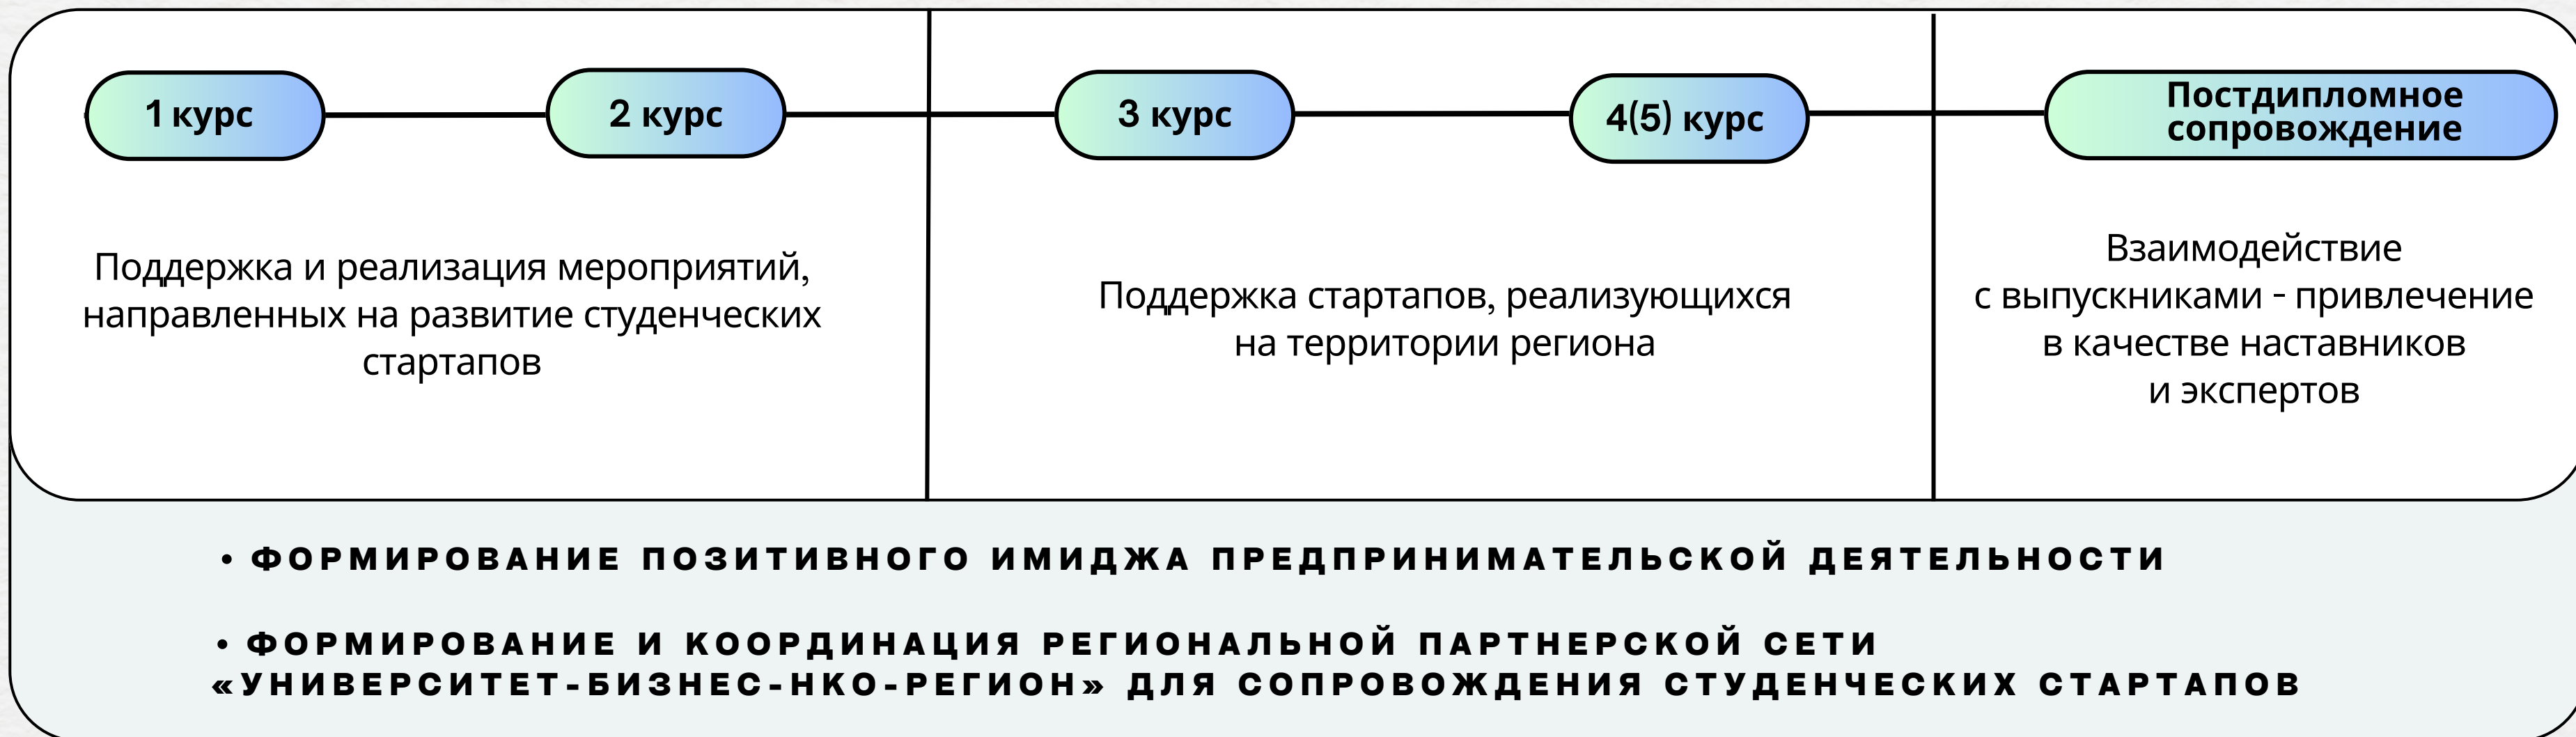 1 курс
2 курс
3 курс
4(5) курс
Постдипломное
сопровождение
Поддержка и реализация мероприятий,
направленных на развитие студенческих
стартапов
Поддержка стартапов, реализующихся
на территории региона
Взаимодействие
с выпускниками - привлечение
в качестве наставников
и экспертов
• ФОРМИРОВАНИЕ ПОЗИТИВНОГО ИМИДЖА ПРЕДПРИНИМАТЕЛЬСКОЙ ДЕЯТЕЛЬНОСТИ
• ФОРМИРОВАНИЕ И КООРДИНАЦИЯ РЕГИОНАЛЬНОЙ ПАРТНЕРСКОЙ СЕТИ
«УНИВЕРСИТЕТ-БИЗНЕС-НКО-РЕГИОН» ДЛЯ СОПРОВОЖДЕНИЯ СТУДЕНЧЕСКИХ СТАРТАПОВ